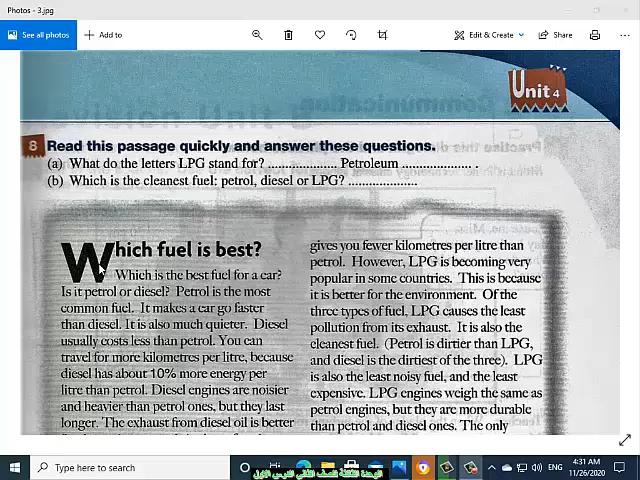 Photos - 3.jpg
See all photos
Add to
Edit & Create
Share
Unit 4
8 Read this passage quickly and answer these questions.
(a) What do the letters LPG stand for? .................. Petroleum .................. .
(b) Which is the cleanest fuel: petrol, diesel or LPG? ..................
Which fuel is best?
Which is the best fuel for a car?
Is it petrol or diesel? Petrol is the most
common fuel. It makes a car go faster
than diesel. It is also much quieter. Diesel
usually costs less than petrol. You can
travel for more kilometres per litre, because
diesel has about 10% more energy per
litre than petrol. Diesel engines are noisier
and heavier than petrol ones, but they last
longer. The exhaust from diesel oil is better
gives you fewer kilometres per litre than
petrol. However, LPG is becoming very
popular in some countries. This is because
it is better for the environment. Of the
three types of fuel, LPG causes the least
pollution from its exhaust. It is also the
cleanest fuel. (Petrol is dirtier than LPG,
and diesel is the dirtiest of the three). LPG
is also the least noisy fuel, and the least
expensive. LPG engines weigh the same as
petrol engines, but they are more durable
than petrol and diesel ones. The only
Type here to search
ENG
4:31 AM
11/26/2020